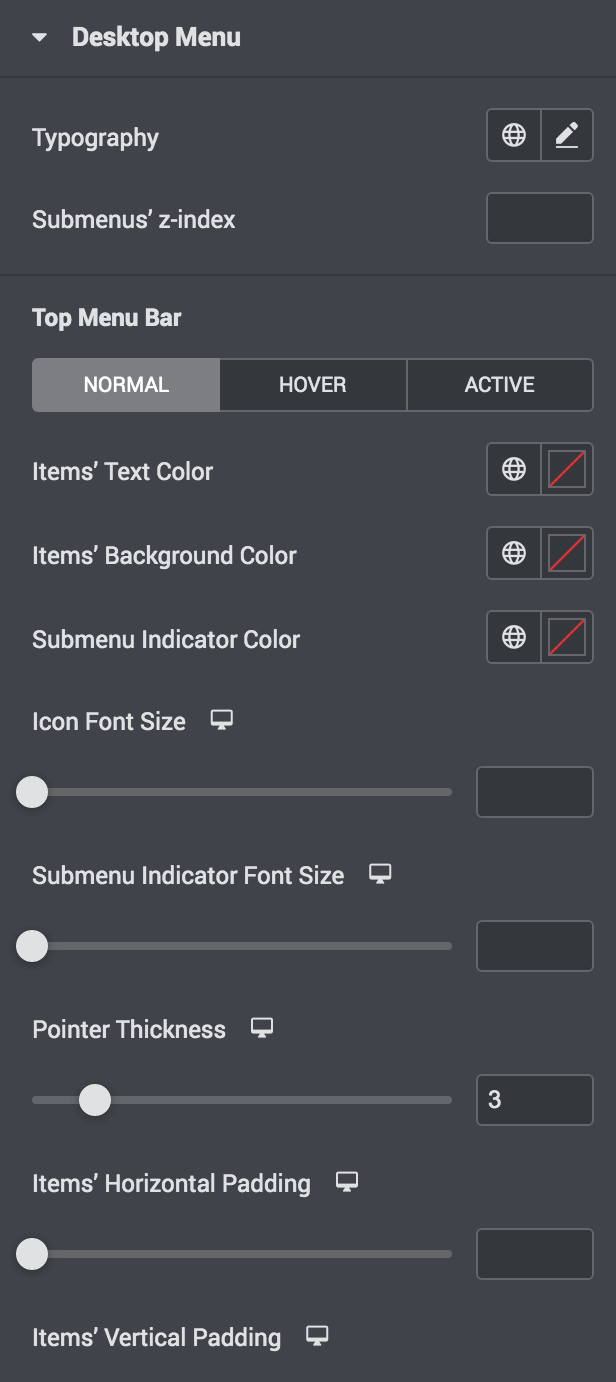 Desktop Menu
Typography
Submenus’ z-index
Top Menu Bar
NORMAL HOVER ACTIVE
Items’ Text Color
Items’ Background Color
Submenu Indicator Color
Icon Font Size
Submenu Indicator Font Size
Pointer Thickness
3
Items’ Horizontal Padding
Items’ Vertical Padding